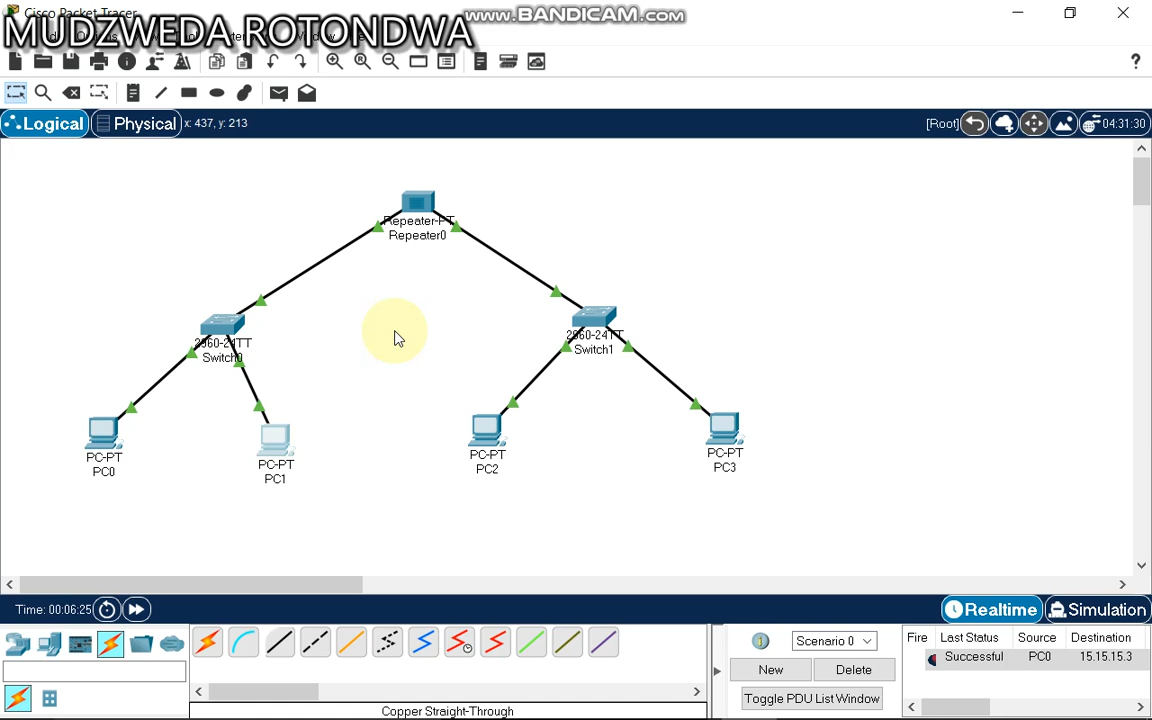 Cisco Packet Tracer
www.BANDICAM.com
MUDZWEDA ROTONDWA
Logical
Physical
x: 437, y: 213
[Root]
04:31:30
Repeater-PT
Repeater0
2960-24TT
Switch0
2960-24TT
Switch1
PC-PT
PC0
PC-PT
PC1
PC-PT
PC2
PC-PT
PC3
Time: 00:06:25
Realtime
Simulation
Scenario 0
New
Delete
Toggle PDU List Window
Fire Last Status Source Destination
Successful PC0 15.15.15.3
Copper Straight-Through